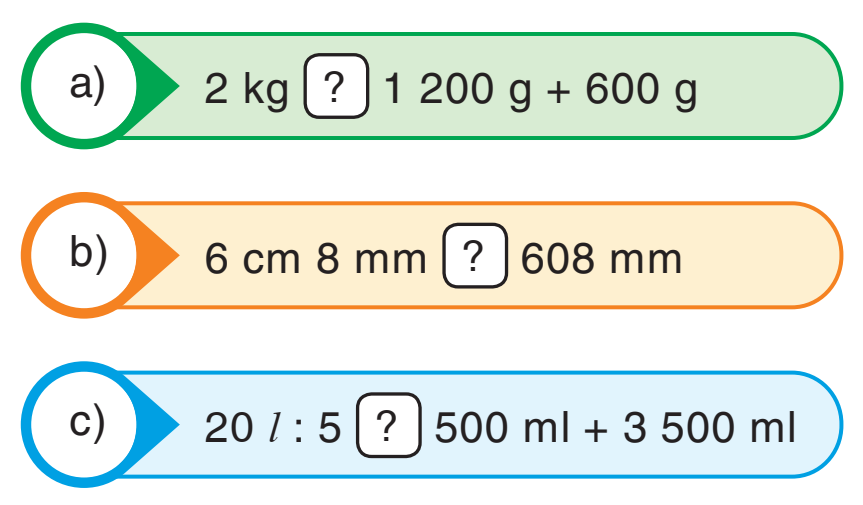 a) 2 kg ? 1 200 g + 600 g
b) 6 cm 8 mm ? 608 mm
c) 20 l : 5 ? 500 ml + 3 500 ml